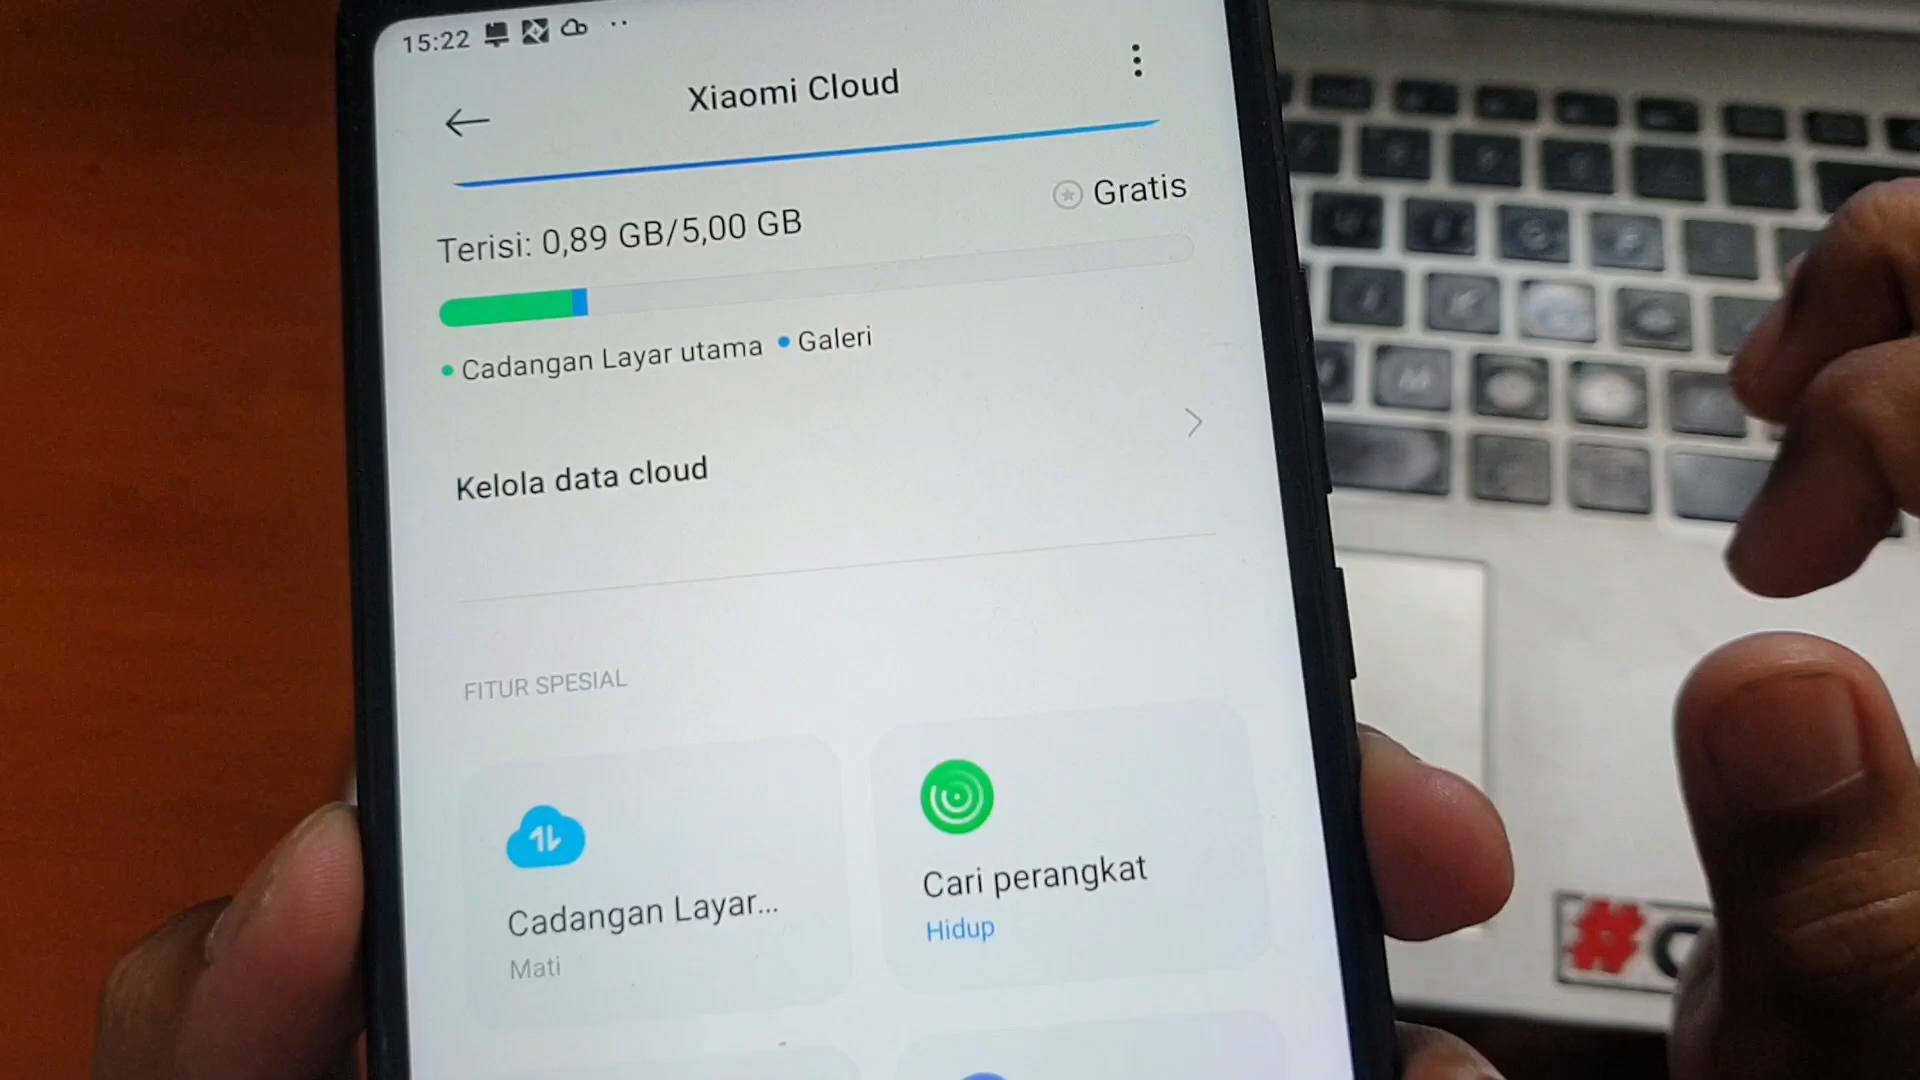 15:22
Xiaomi Cloud
Gratis
Terisi: 0,89 GB/5,00 GB
Cadangan Layar utama
Galeri
Kelola data cloud
FITUR SPESIAL
Cadangan Layar...
Mati
Cari perangkat
Hidup